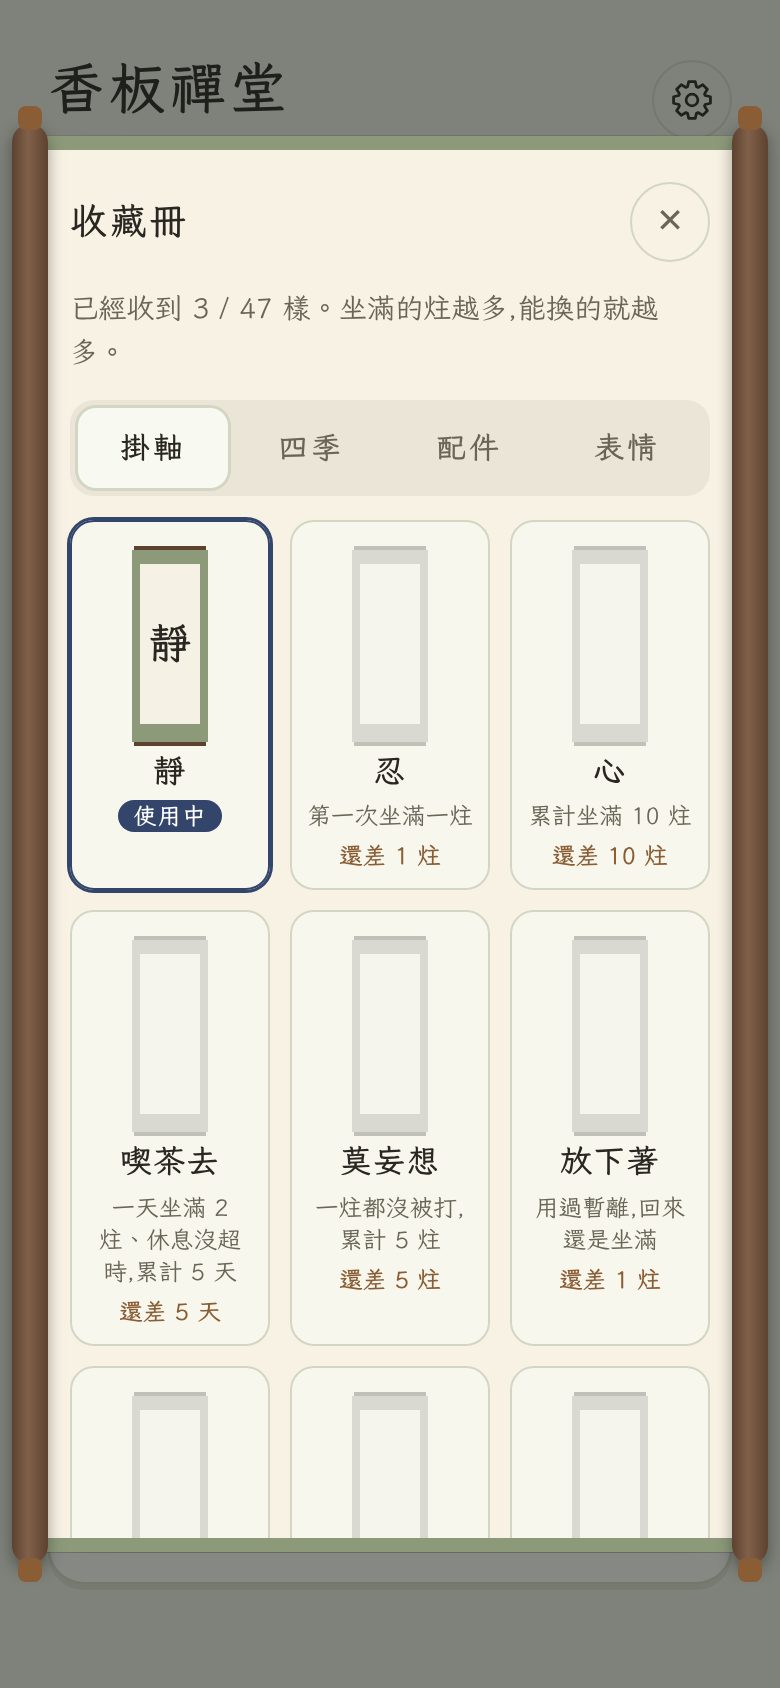 香板禪堂
收藏冊
✕
已經收到 3 / 47 樣。坐滿的炷越多,能換的就越
多。
掛軸 四季 配件 表情
靜
靜
使用中
忍
第一次坐滿一炷
還差 1 炷
心
累計坐滿 10 炷
還差 10 炷
喫茶去
一天坐滿 2
炷、休息沒超
時,累計 5 天
還差 5 天
莫妄想
一炷都沒被打,
累計 5 炷
還差 5 炷
放下著
用過暫離,回來
還是坐滿
還差 1 炷